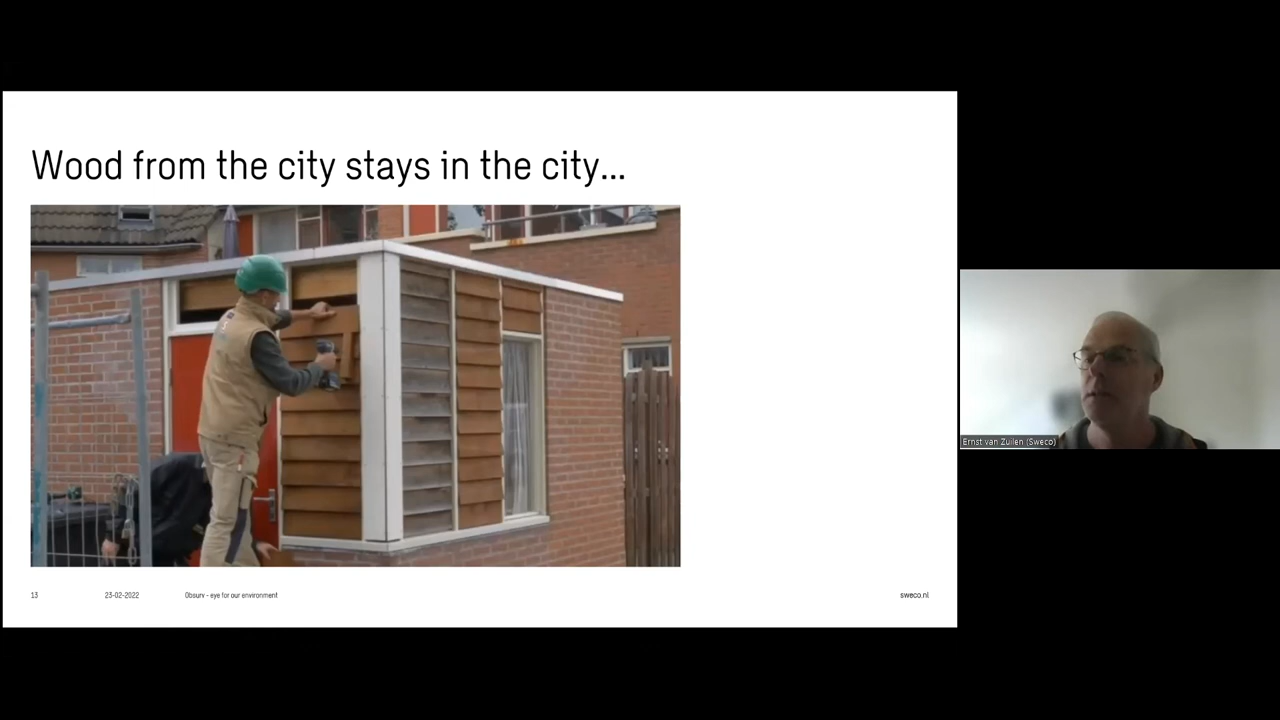 Wood from the city stays in the city...
13 23-02-2022 Obsurv - eye for our environment sweco.nl
Ernst van Zuilen (Sweco)